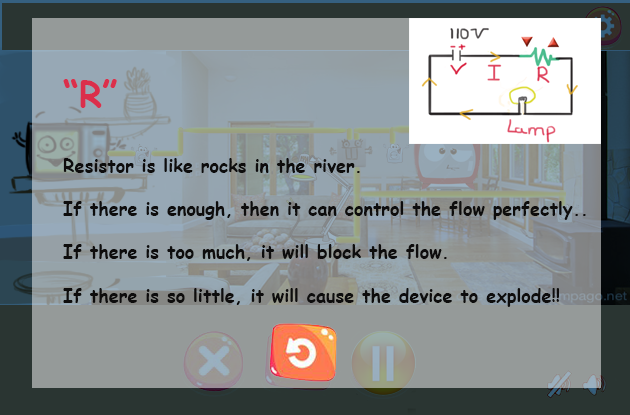 110V
- +
V
I
R
Lamp
“R”
Resistor is like rocks in the river.
If there is enough, then it can control the flow perfectly..
If there is too much, it will block the flow.
If there is so little, it will cause the device to explode!!
mpago.net